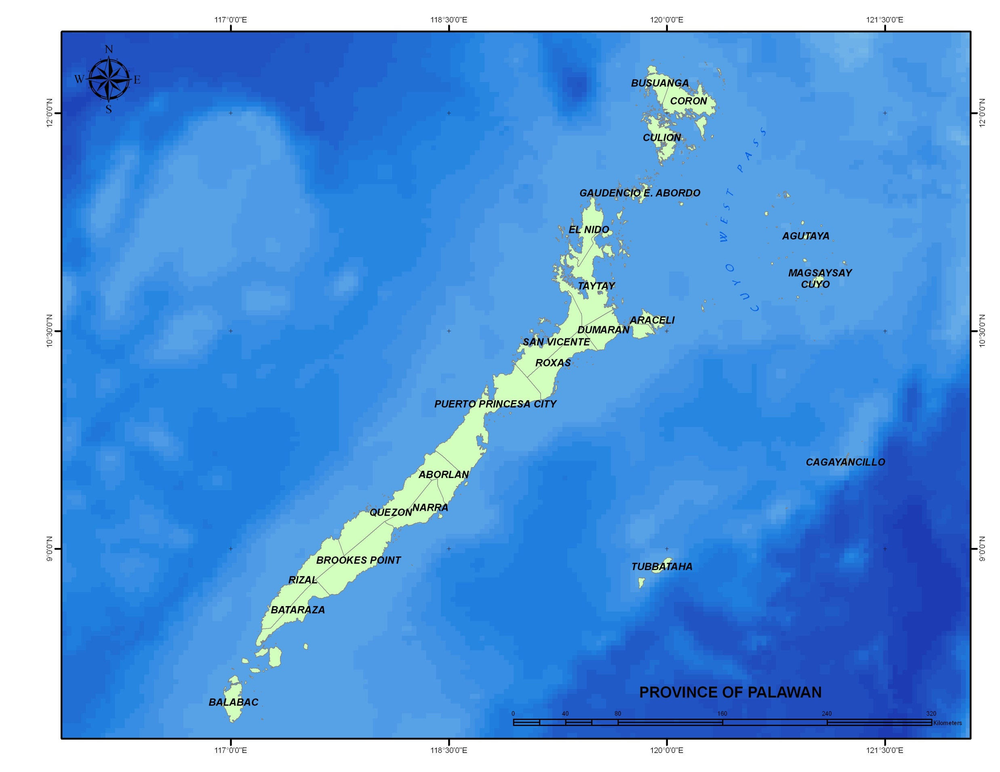 117°0'0"E 118°30'0"E 120°0'0"E 121°30'0"E
N
W E
S
12°0'0"N 12°0'0"N
BUSUANGA
CORON
CULION
GAUDENCIO E. ABORDO
EL NIDO
AGUTAYA
CUYO WEST PASS
MAGSAYSAY
CUYO
TAYTAY
ARACELI
10°30'0"N 10°30'0"N
DUMARAN
SAN VICENTE
ROXAS
PUERTO PRINCESA CITY
CAGAYANCILLO
ABORLAN
NARRA
QUEZON
9°0'0"N 9°0'0"N
BROOKES POINT
TUBBATAHA
RIZAL
BATARAZA
PROVINCE OF PALAWAN
BALABAC
0 40 80 160 240 320
Kilometers
117°0'0"E 118°30'0"E 120°0'0"E 121°30'0"E